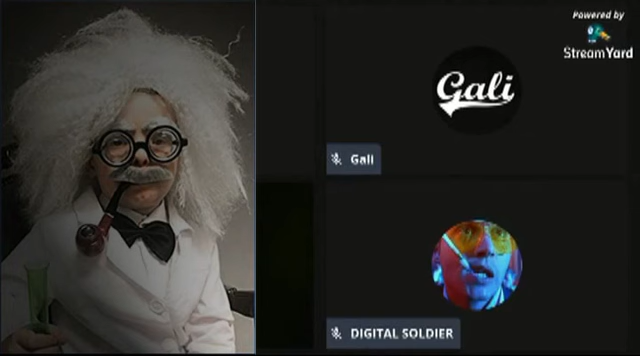 Powered by
StreamYard
Gali
Gali
DIGITAL SOLDIER